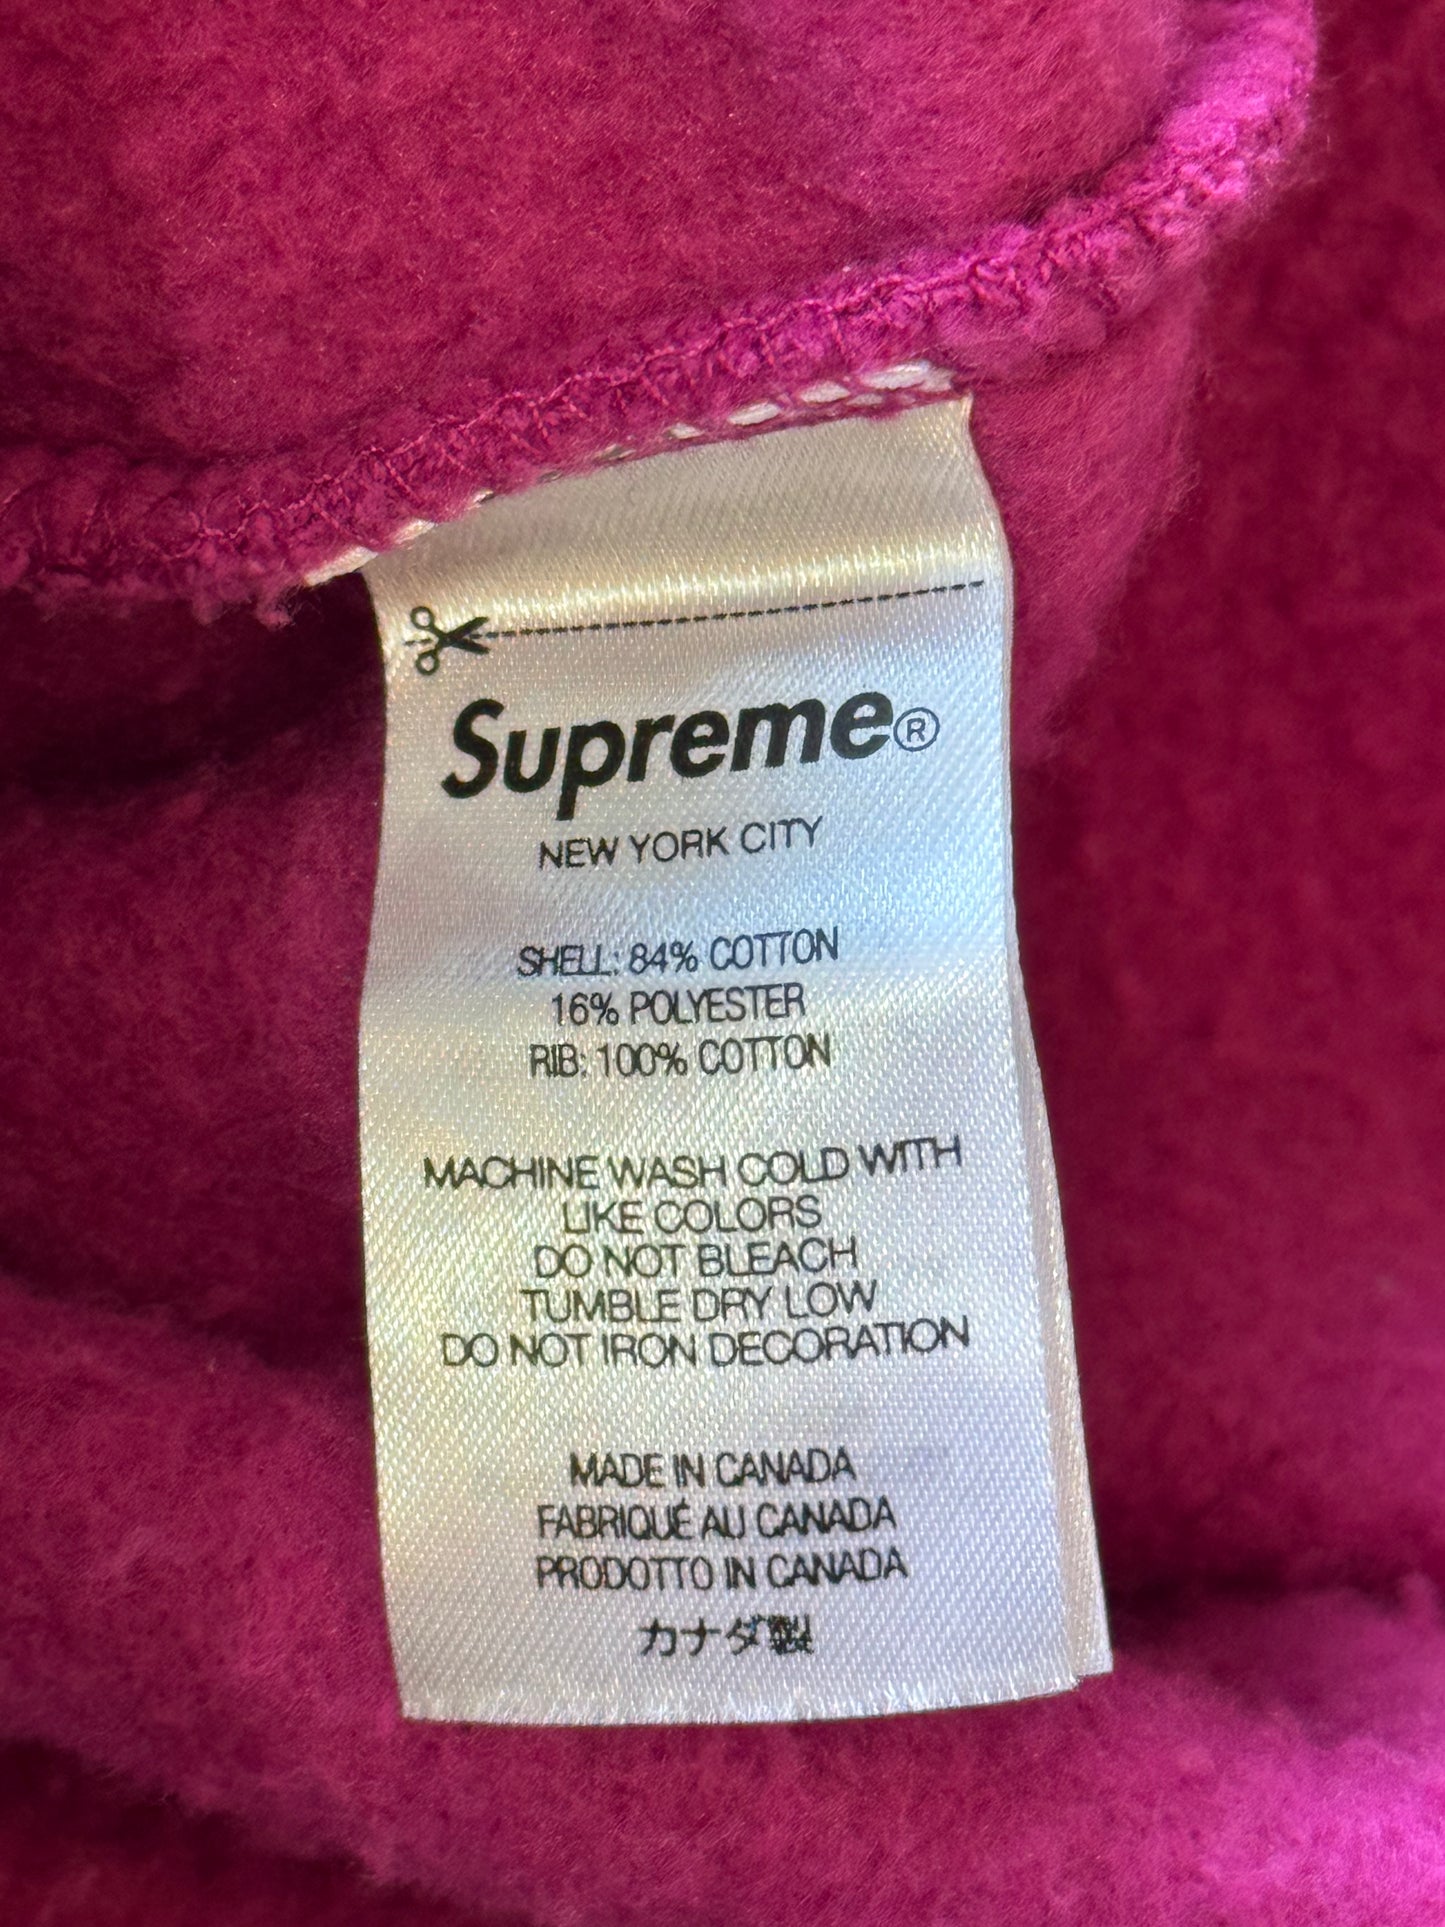 Supreme®
NEW YORK CITY
SHELL: 84% COTTON
16% POLYESTER
RIB: 100% COTTON
MACHINE WASH COLD WITH
LIKE COLORS
DO NOT BLEACH
TUMBLE DRY LOW
DO NOT IRON DECORATION
MADE IN CANADA
FABRIQUÉ AU CANADA
PRODOTTO IN CANADA
カナダ製